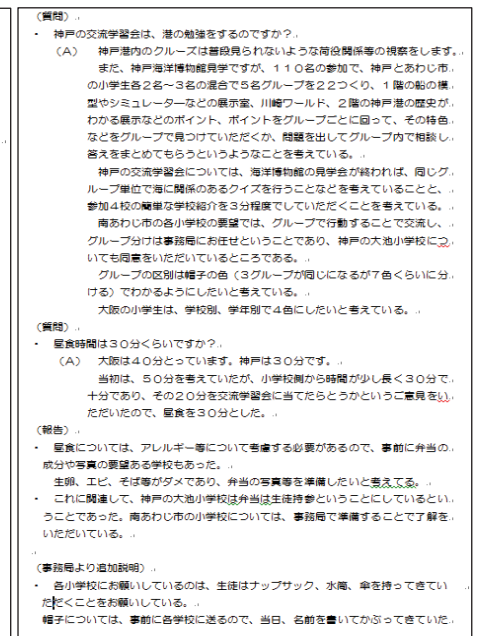 （質問）
・ 神戸の交流学習会は、港の勉強をするのですか？
（A） 神戸港内のクルーズは普段見られないような荷役関係等の視察をします。
また、神戸海洋博物館見学ですが、１１０名の参加で、神戸とあわじ市
の小学生各２名～３名の混合で５名グループを２２つくり、１階の船の模
型やシミュレーターなどの展示室、川崎ワールド、２階の神戸港の歴史が
わかる展示などのポイント、ポイントをグループごとに回って、その特色
などをグループで見つけていただくか、問題を出してグループ内で相談し
答えをまとめてもらうというようなことを考えている。
神戸の交流学習会については、海洋博物館の見学会が終われば、同じグ
ループ単位で海に関係のあるクイズを行うことなどを考えていることと、
参加４校の簡単な学校紹介を３分程度でしていただくことを考えている。
南あわじ市の各小学校の要望では、グループで行動することで交流し、
グループ分けは事務局にお任せということであり、神戸の大池小学校につ
いても同意をいただいているところである。
グループの区別は帽子の色（３グループが同じになるが７色くらいに分
ける）でわかるようにしたいと考えている。
大阪の小学生は、学校別、学年別で４色にしたいと考えている。
（質問）
・ 昼食時間は３０分くらいですか？
（A） 大阪は４０分とっています。神戸は３０分です。
当初は、５０分を考えていたが、小学校側から時間が少し長く３０分で
十分であり、その２０分を交流学習会に当てたらとうかというご意見をい
ただいたので、昼食を３０分とした。
（報告）
・ 昼食については、アレルギー等について考慮する必要があるので、事前に弁当の
成分や写真の要望ある学校もあった。
生卵、エビ、そば等がダメであり、弁当の写真等を準備したいと考えてる。
・ これに関連して、神戸の大池小学校は弁当は生徒持参ということにしているとい
うことであった。南あわじ市の小学校については、事務局で準備することで了解を
いただいている。
（事務局より追加説明）
・ 各小学校にお願いしているのは、生徒はナップサック、水筒、傘を持ってきてい
ただくことをお願いしている。
帽子については、事前に各学校に送るので、当日、名前を書いてかぶってきていた